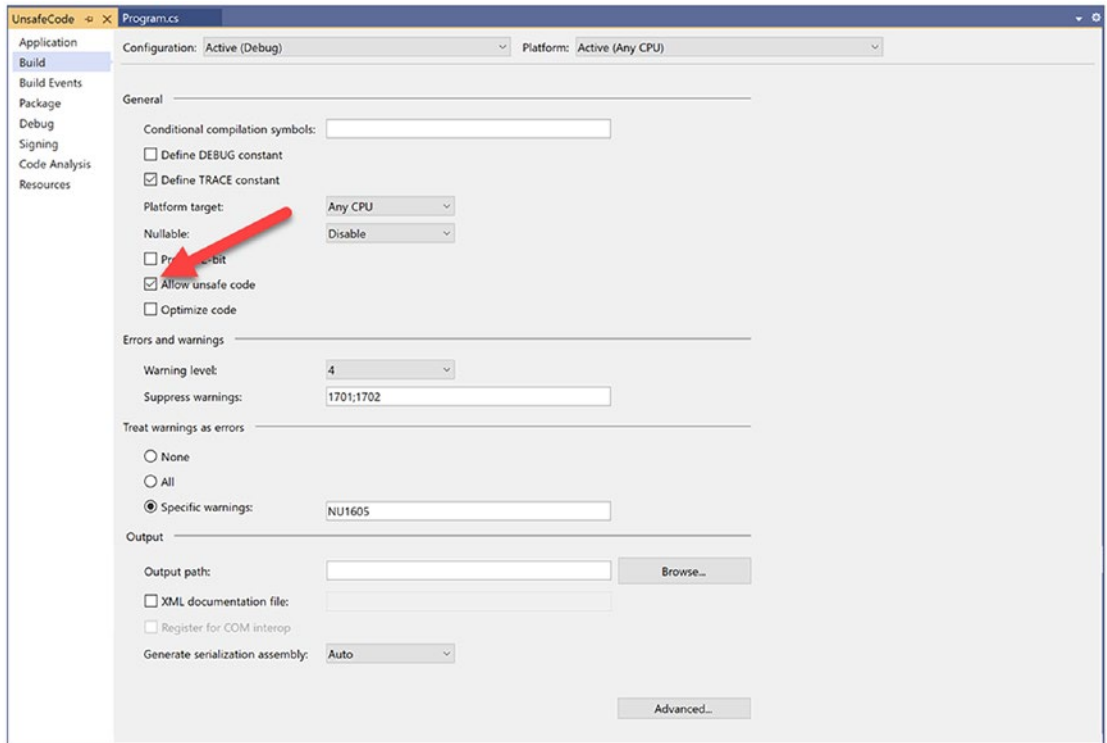 UnsafeCode
Program.cs
Application
Build
Build Events
Package
Debug
Signing
Code Analysis
Resources
Configuration: Active (Debug) Platform: Active (Any CPU)
General
Conditional compilation symbols:
Define DEBUG constant
Define TRACE constant
Platform target: Any CPU
Nullable: Disable
-bit
Allow unsafe code
Optimize code
Errors and warnings
Warning level: 4
Suppress warnings: 1701;1702
Treat warnings as errors
None
All
Specific warnings: NU1605
Output
Output path: Browse...
XML documentation file:
Register for COM interop
Generate serialization assembly: Auto
Advanced...